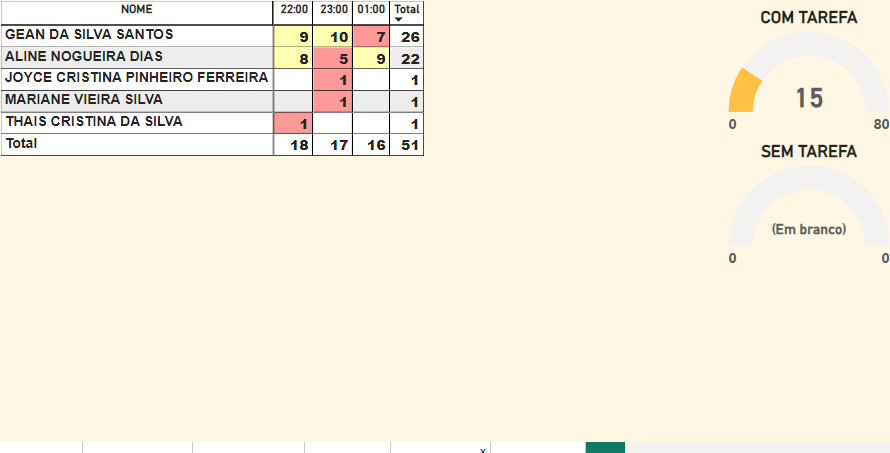 NOME 22:00 23:00 01:00 Total
GEAN DA SILVA SANTOS 9 10 7 26
ALINE NOGUEIRA DIAS 8 5 9 22
JOYCE CRISTINA PINHEIRO FERREIRA 1 1
MARIANE VIEIRA SILVA 1 1
THAIS CRISTINA DA SILVA 1 1
Total 18 17 16 51
COM TAREFA
15
0 80
SEM TAREFA
(Em branco)
0 0
x